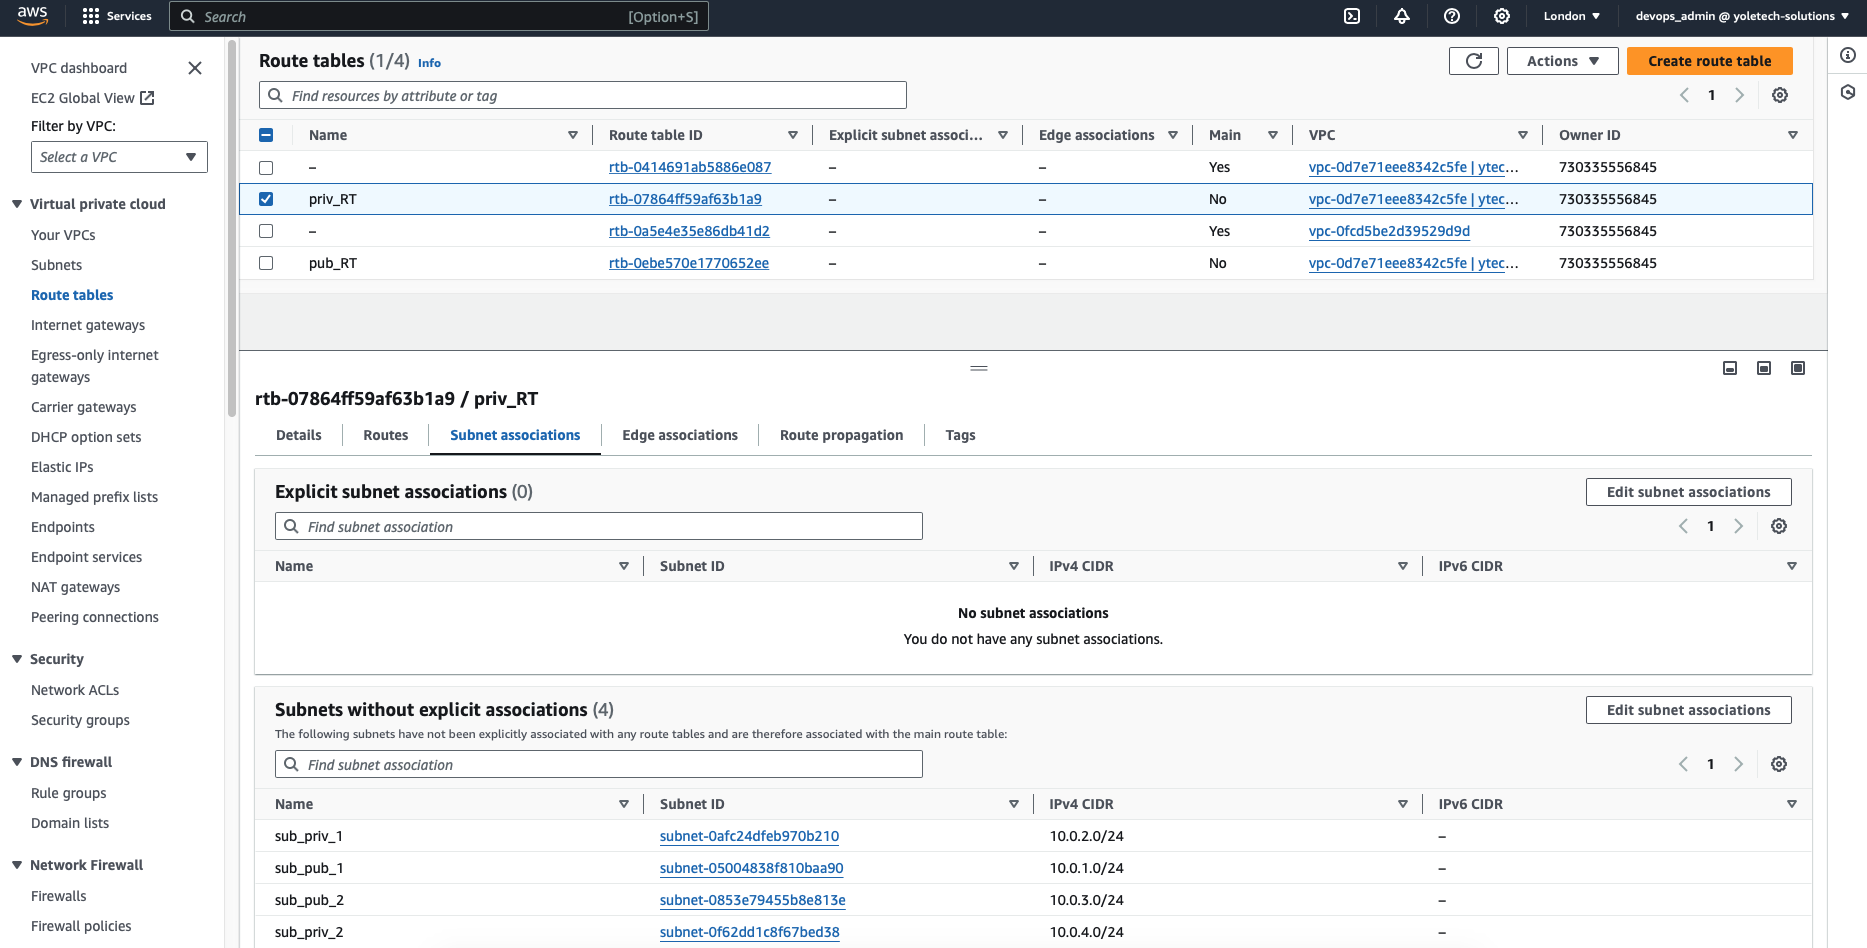 aws Services Search [Option+S] London devops_admin @ yoletech-solutions
VPC dashboard
EC2 Global View
Filter by VPC:
Select a VPC
Virtual private cloud
Your VPCs
Subnets
Route tables
Internet gateways
Egress-only internet
gateways
Carrier gateways
DHCP option sets
Elastic IPs
Managed prefix lists
Endpoints
Endpoint services
NAT gateways
Peering connections
Security
Network ACLs
Security groups
DNS firewall
Rule groups
Domain lists
Network Firewall
Firewalls
Firewall policies
Route tables (1/4) Info Actions Create route table
Find resources by attribute or tag 1
Name Route table ID Explicit subnet associ... Edge associations Main VPC Owner ID
– rtb-0414691ab5886e087 – – Yes vpc-0d7e71eee8342c5fe | ytec... 730335556845
priv_RT rtb-07864ff59af63b1a9 – – No vpc-0d7e71eee8342c5fe | ytec... 730335556845
– rtb-0a5e4e35e86db41d2 – – Yes vpc-0fcd5be2d39529d9d 730335556845
pub_RT rtb-0ebe570e1770652ee – – No vpc-0d7e71eee8342c5fe | ytec... 730335556845
rtb-07864ff59af63b1a9 / priv_RT
Details Routes Subnet associations Edge associations Route propagation Tags
Explicit subnet associations (0) Edit subnet associations
Find subnet association 1
Name Subnet ID IPv4 CIDR IPv6 CIDR
No subnet associations
You do not have any subnet associations.
Subnets without explicit associations (4) Edit subnet associations
The following subnets have not been explicitly associated with any route tables and are therefore associated with the main route table:
Find subnet association 1
Name Subnet ID IPv4 CIDR IPv6 CIDR
sub_priv_1 subnet-0afc24dfeb970b210 10.0.2.0/24 –
sub_pub_1 subnet-05004838f810baa90 10.0.1.0/24 –
sub_pub_2 subnet-0853e79455b8e813e 10.0.3.0/24 –
sub_priv_2 subnet-0f62dd1c8f67bed38 10.0.4.0/24 –